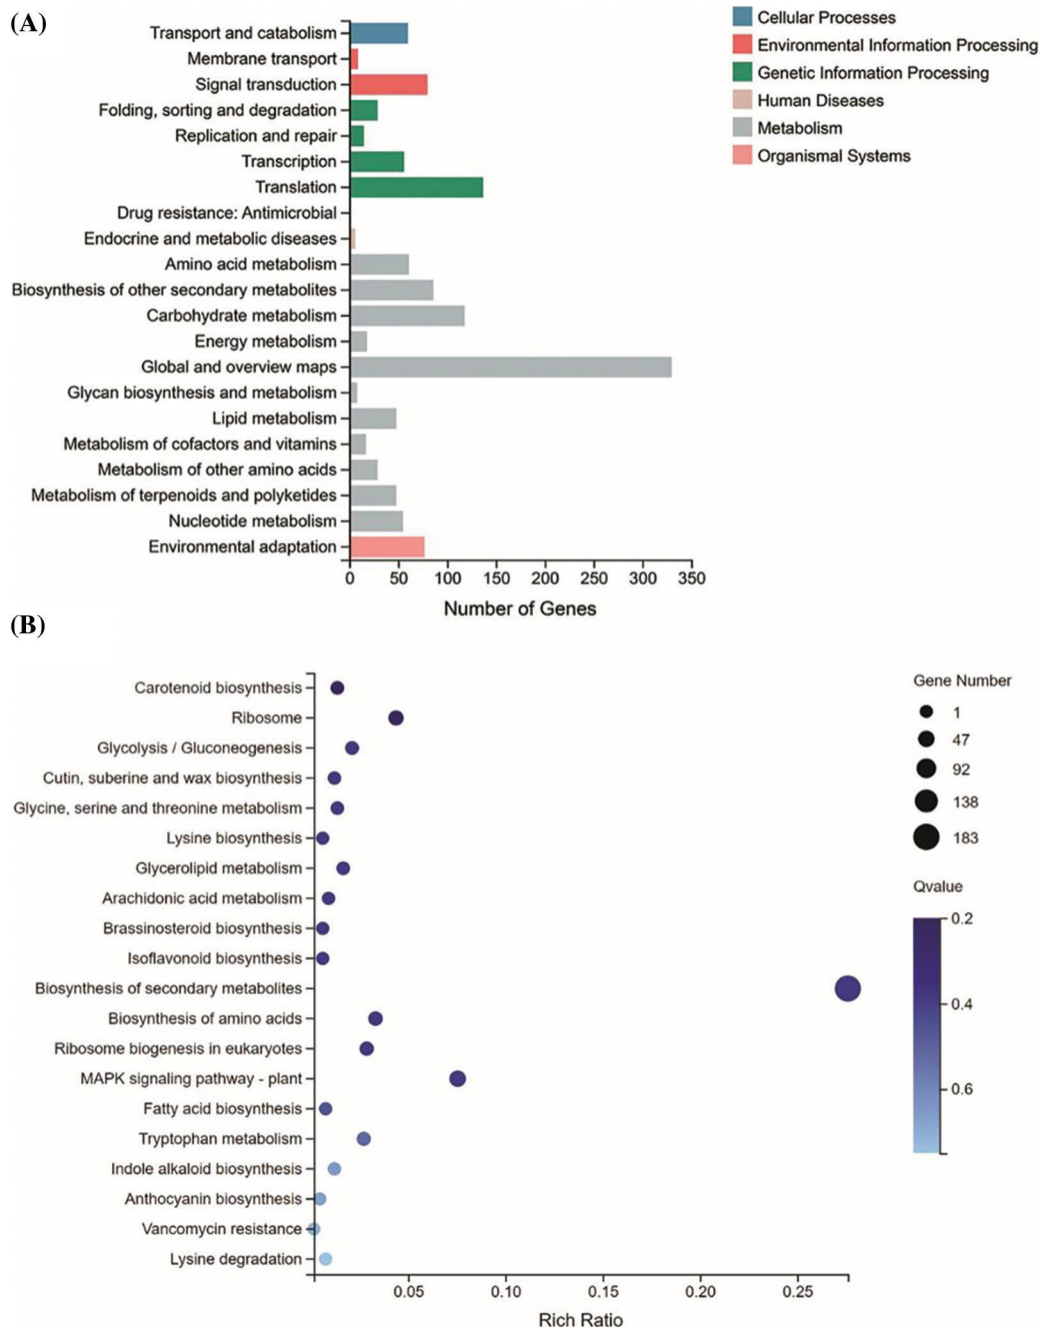 (A)
Transport and catabolism
Membrane transport
Signal transduction
Folding, sorting and degradation
Replication and repair
Transcription
Translation
Drug resistance: Antimicrobial
Endocrine and metabolic diseases
Amino acid metabolism
Biosynthesis of other secondary metabolites
Carbohydrate metabolism
Energy metabolism
Global and overview maps
Glycan biosynthesis and metabolism
Lipid metabolism
Metabolism of cofactors and vitamins
Metabolism of other amino acids
Metabolism of terpenoids and polyketides
Nucleotide metabolism
Environmental adaptation
0 50 100 150 200 250 300 350
Number of Genes
Cellular Processes
Environmental Information Processing
Genetic Information Processing
Human Diseases
Metabolism
Organismal Systems
(B)
Carotenoid biosynthesis
Ribosome
Glycolysis / Gluconeogenesis
Cutin, suberine and wax biosynthesis
Glycine, serine and threonine metabolism
Lysine biosynthesis
Glycerolipid metabolism
Arachidonic acid metabolism
Brassinosteroid biosynthesis
Isoflavonoid biosynthesis
Biosynthesis of secondary metabolites
Biosynthesis of amino acids
Ribosome biogenesis in eukaryotes
MAPK signaling pathway - plant
Fatty acid biosynthesis
Tryptophan metabolism
Indole alkaloid biosynthesis
Anthocyanin biosynthesis
Vancomycin resistance
Lysine degradation
0.05 0.10 0.15 0.20 0.25
Rich Ratio
Gene Number
1
47
92
138
183
Qvalue
0.2
0.4
0.6